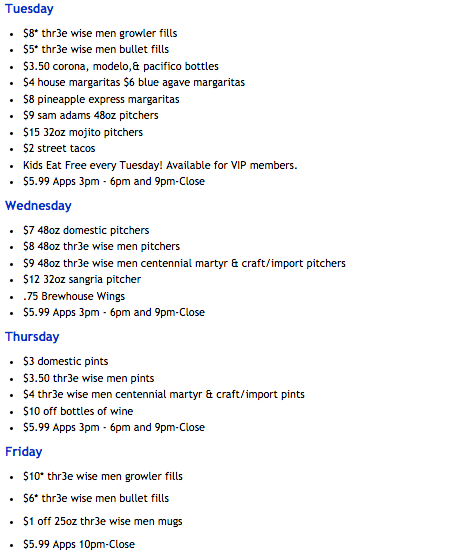 Tuesday
$8* thr3e wise men growler fills
$5* thr3e wise men bullet fills
$3.50 corona, modelo,& pacifico bottles
$4 house margaritas $6 blue agave margaritas
$8 pineapple express margaritas
$9 sam adams 48oz pitchers
$15 32oz mojito pitchers
$2 street tacos
Kids Eat Free every Tuesday! Available for VIP members.
$5.99 Apps 3pm - 6pm and 9pm-Close
Wednesday
$7 48oz domestic pitchers
$8 48oz thr3e wise men pitchers
$9 48oz thr3e wise men centennial martyr & craft/import pitchers
$12 32oz sangria pitcher
.75 Brewhouse Wings
$5.99 Apps 3pm - 6pm and 9pm-Close
Thursday
$3 domestic pints
$3.50 thr3e wise men pints
$4 thr3e wise men centennial martyr & craft/import pints
$10 off bottles of wine
$5.99 Apps 3pm - 6pm and 9pm-Close
Friday
$10* thr3e wise men growler fills
$6* thr3e wise men bullet fills
$1 off 25oz thr3e wise men mugs
$5.99 Apps 10pm-Close